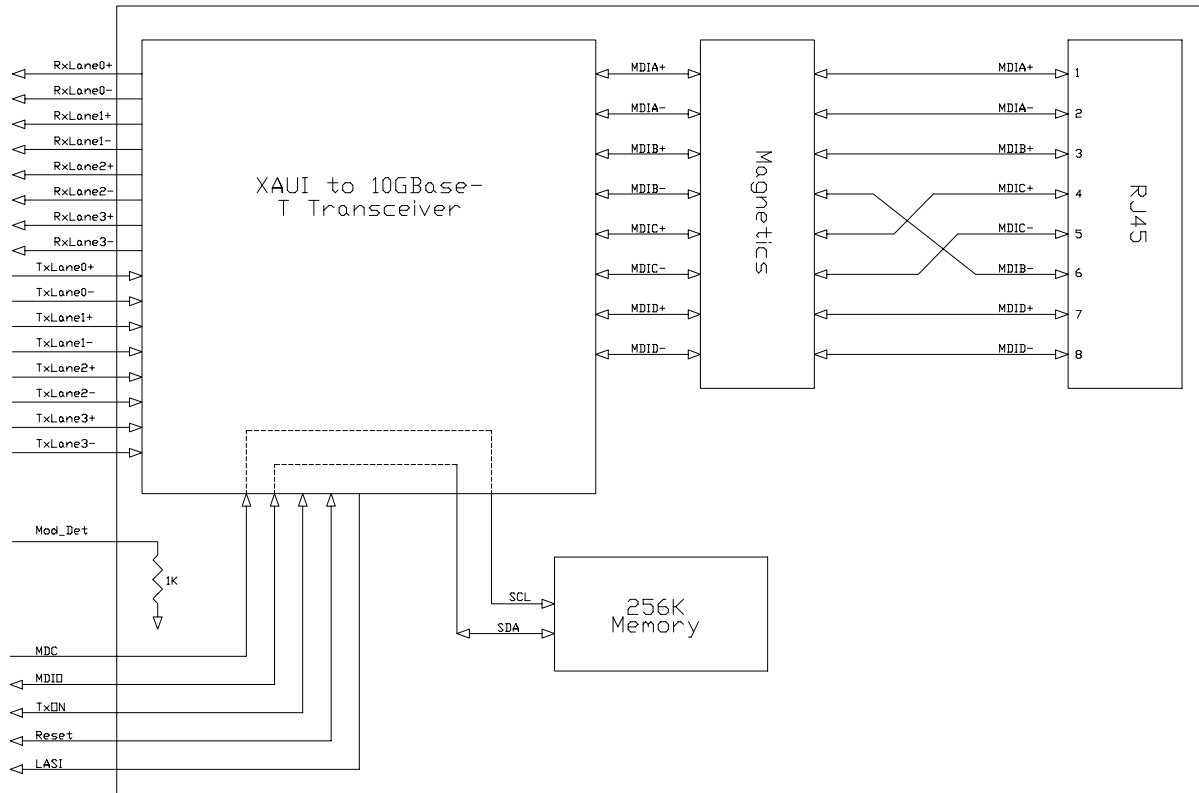 RxLane0+
RxLane0-
RxLane1+
RxLane1-
RxLane2+
RxLane2-
RxLane3+
RxLane3-
TxLane0+
TxLane0-
TxLane1+
TxLane1-
TxLane2+
TxLane2-
TxLane3+
TxLane3-
XAUI to 10GBase-
T Transceiver
MDIA+
MDIA-
MDIB+
MDIB-
MDIC+
MDIC-
MDID+
MDID-
Magnetics
MDIA+
MDIA-
MDIB+
MDIC+
MDIC-
MDIB-
MDID+
MDID-
1
2
3
4
5
6
7
8
RJ45
Mod_Det
1K
MDC
MDIO
TxON
Reset
LASI
SCL
SDA
256K
Memory